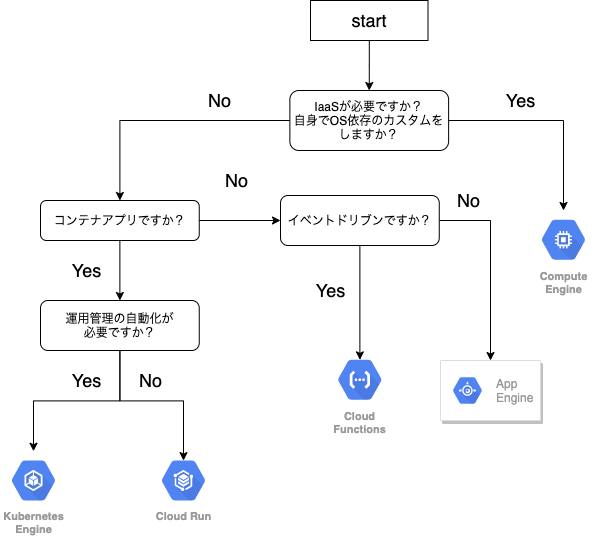 start
No
IaaSが必要ですか？
自身でOS依存のカスタムを
しますか？
Yes
No
No
コンテナアプリですか？
イベントドリブンですか？
Yes
Compute
Engine
Yes
運用管理の自動化が
必要ですか？
Yes
No
App
Engine
Cloud
Functions
Kubernetes
Engine
Cloud Run